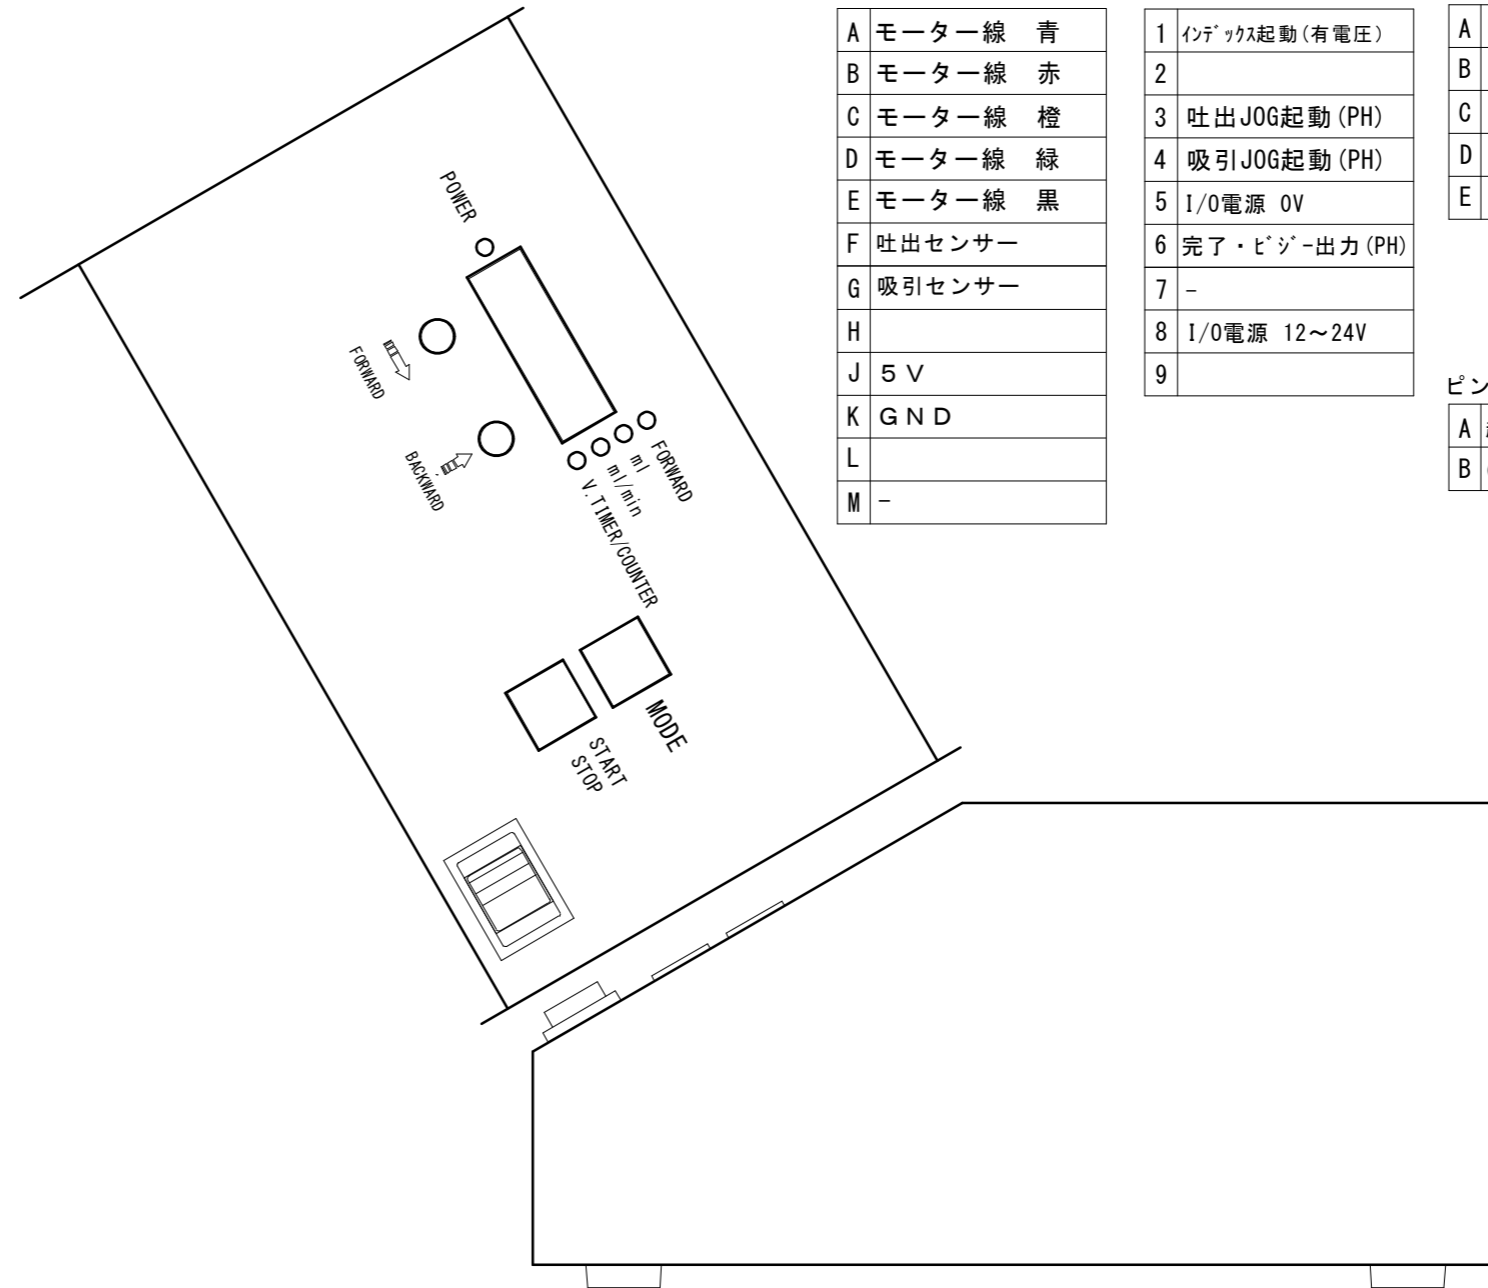 A モーター線 青
B モーター線 赤
C モーター線 橙
D モーター線 緑
E モーター線 黒
F 吐出センサー
G 吸引センサー
H
J 5V
K GND
L
M -
1 インデックス起動(有電圧)
2
3 吐出JOG起動(PH)
4 吸引JOG起動(PH)
5 I/O電源 0V
6 完了・ビジー出力(PH)
7 -
8 I/O電源 12~24V
9
A
B
C
D
E
ピン
A
B
POWER
FORWARD
BACKWARD
FORWARD
ml
ml/min
V.TIMER/COUNTER
MODE
START
STOP